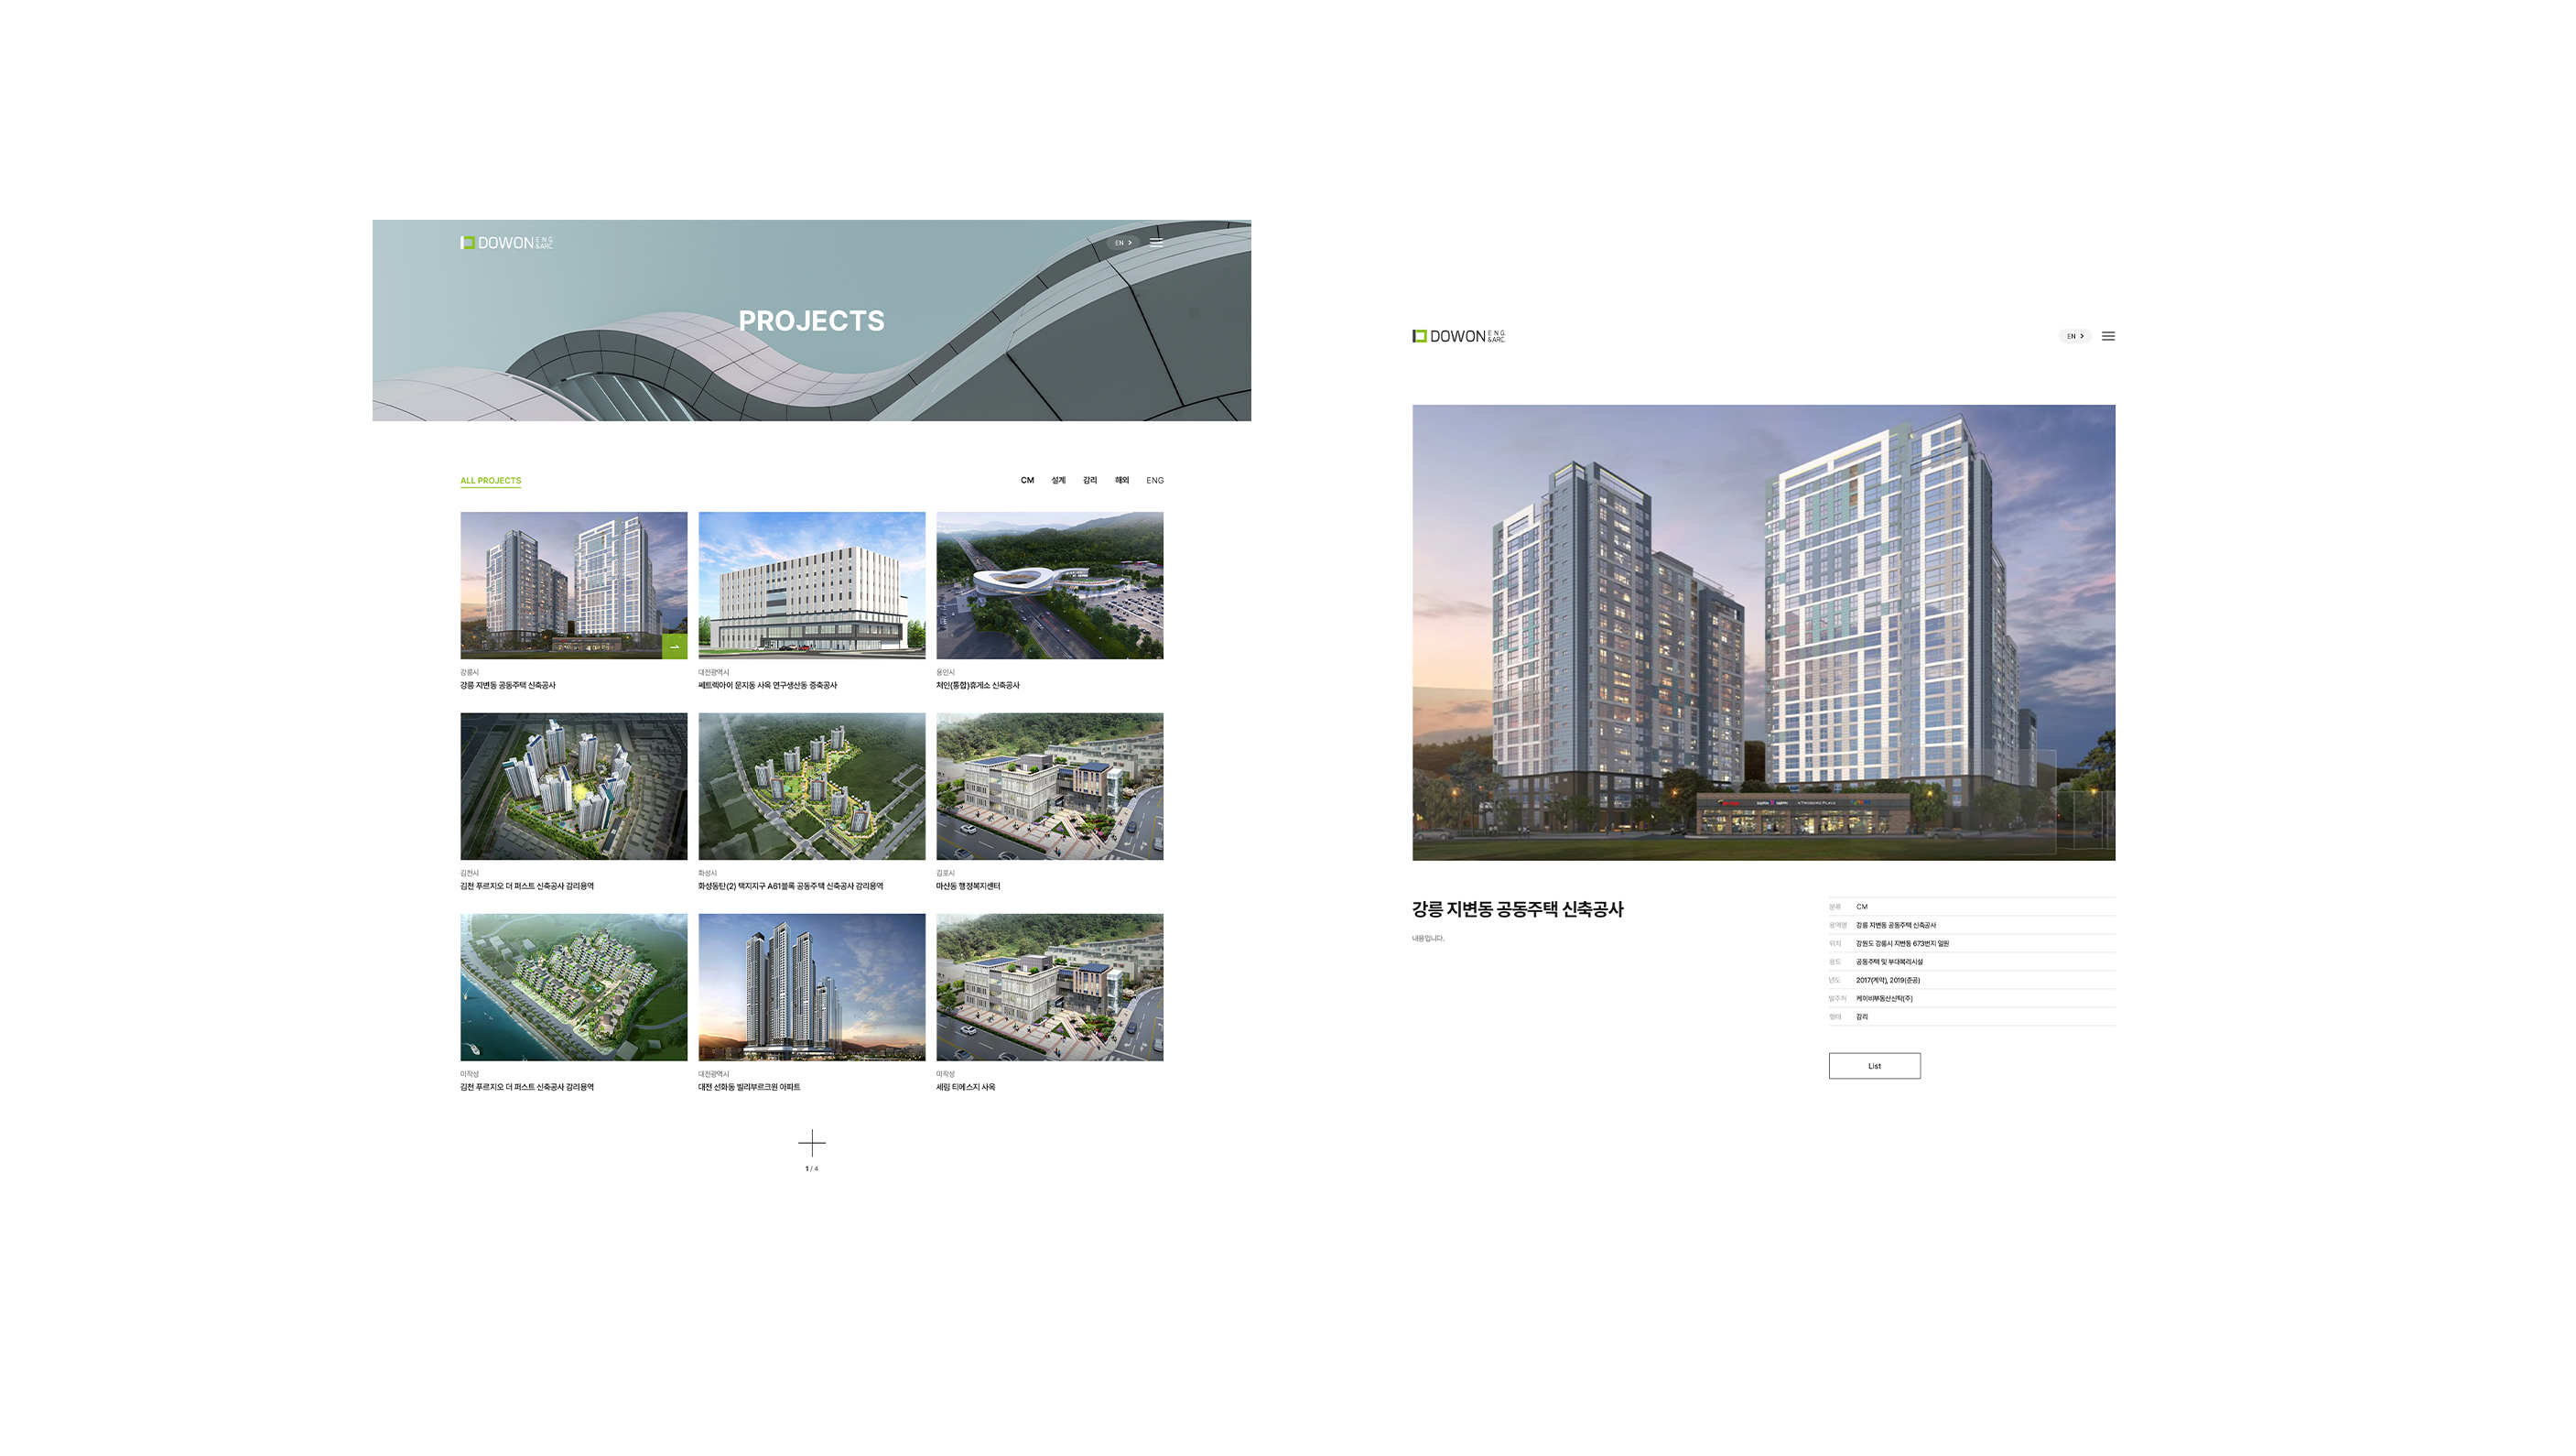 DOWON ENG. &ARC.
EN
PROJECTS
ALL PROJECTS
CM 설계 감리 해외 ENG
강릉시
강릉 지변동 공동주택 신축공사
대전광역시
쎄트렉아이 문지동 사옥 연구생산동 증축공사
용인시
처인(통합)휴게소 신축공사
김천시
김천 푸르지오 더 퍼스트 신축공사 감리용역
화성시
화성동탄(2) 택지지구 A61블록 공동주택 신축공사 감리용역
김포시
마산동 행정복지센터
미작성
김천 푸르지오 더 퍼스트 신축공사 감리용역
대전광역시
대전 선화동 빌리부르크원 아파트
미작성
세림 티에스지 사옥
1 / 4
DOWON ENG. &ARC.
EN
A TWOSOME PLACE
강릉 지변동 공동주택 신축공사
내용입니다.
분류 CM
용역명 강릉 지변동 공동주택 신축공사
위치 강원도 강릉시 지변동 673번지 일원
용도 공동주택 및 부대복리시설
년도 2017(계약), 2019(준공)
발주처 케이비부동산신탁(주)
형태 감리
List